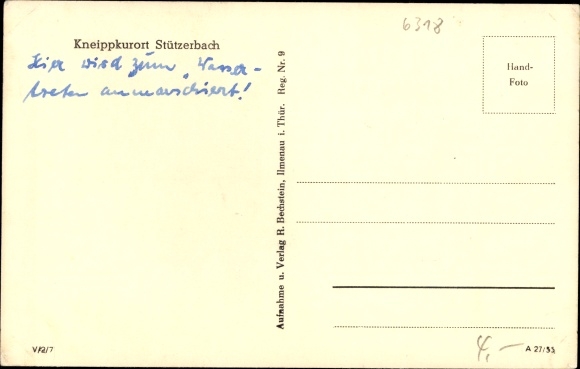 6318
Kneippkurort Stützerbach
Hier wird zum „Wasser-
treten anmarschiert!
Aufnahme u. Verlag R. Bechstein, Ilmenau i. Thür. Reg. Nr. 9
Hand-
Foto
V/2/7
4,—
A 27/53